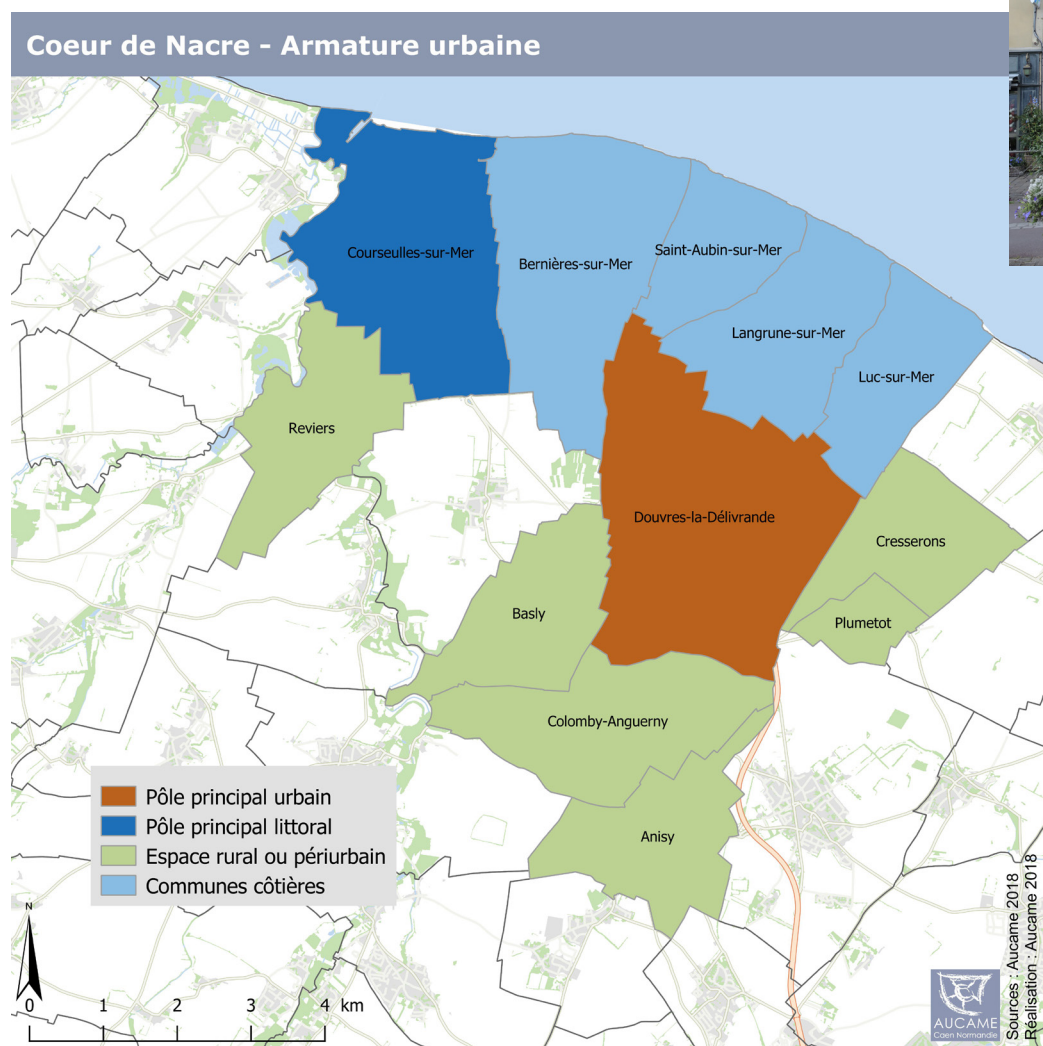 Coeur de Nacre - Armature urbaine
Courseulles-sur-Mer
Bernières-sur-Mer
Saint-Aubin-sur-Mer
Langrune-sur-Mer
Luc-sur-Mer
Reviers
Douvres-la-Délivrande
Cresserons
Basly
Plumetot
Colomby-Anguerny
Anisy
Pôle principal urbain
Pôle principal littoral
Espace rural ou périurbain
Communes côtières
N
0 1 2 3 4 km
AUCAME
Caen Normandie
Sources : Aucame 2018
Réalisation : Aucame 2018